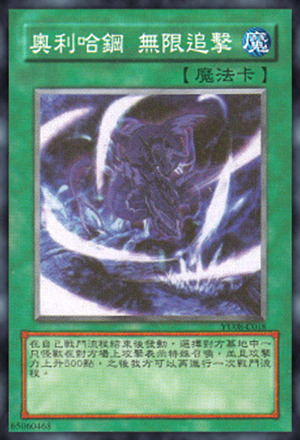 奧利哈鋼 無限追擊 魔
【魔法卡】
在自己戰鬥流程結束後發動，選擇對方墓地中一
只怪獸在對方場上攻擊表示特殊召喚，並且攻擊
力上升500點，之後我方可以再進行一次戰鬥流
程。
65060468